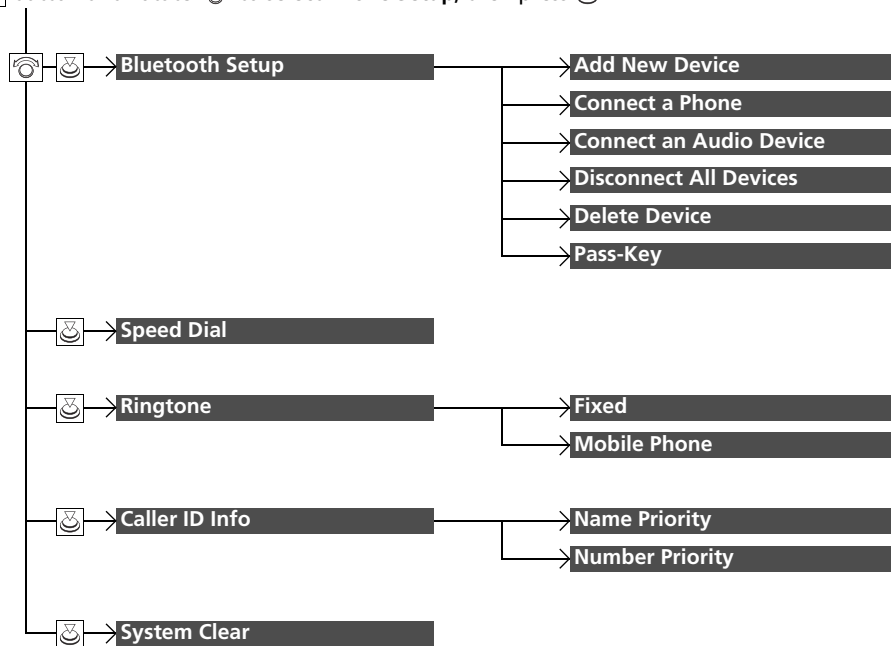 Bluetooth Setup
Add New Device
Connect a Phone
Connect an Audio Device
Disconnect All Devices
Delete Device
Pass-Key
Speed Dial
Ringtone
Fixed
Mobile Phone
Caller ID Info
Name Priority
Number Priority
System Clear